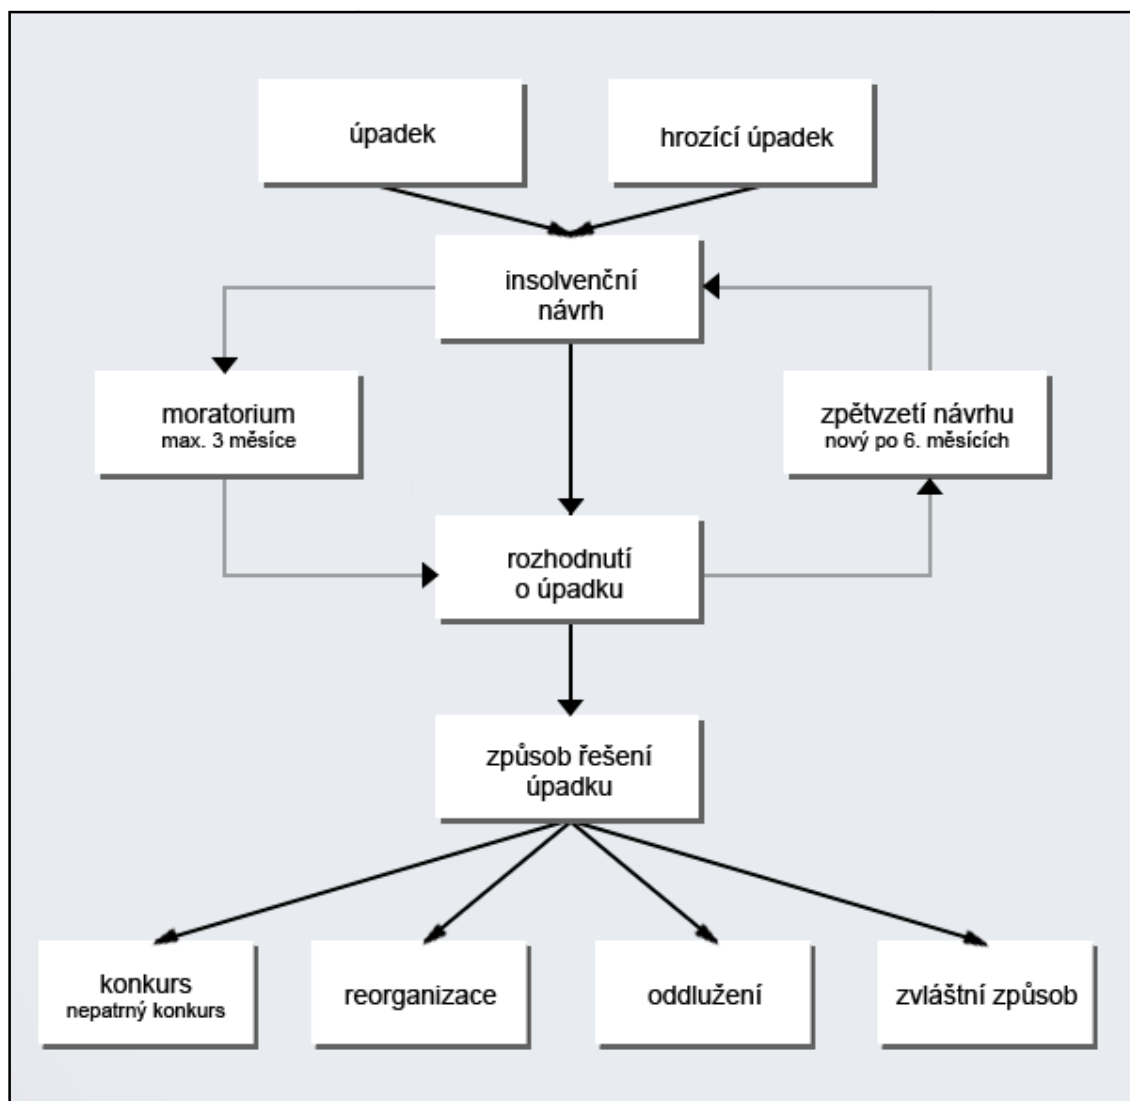 úpadek
hrozící úpadek
insolvenční
návrh
moratorium
max. 3 měsíce
zpětvzetí návrhu
nový po 6. měsících
rozhodnutí
o úpadku
způsob řešení
úpadku
konkurs
nepatrný konkurs
reorganizace
oddlužení
zvláštní způsob